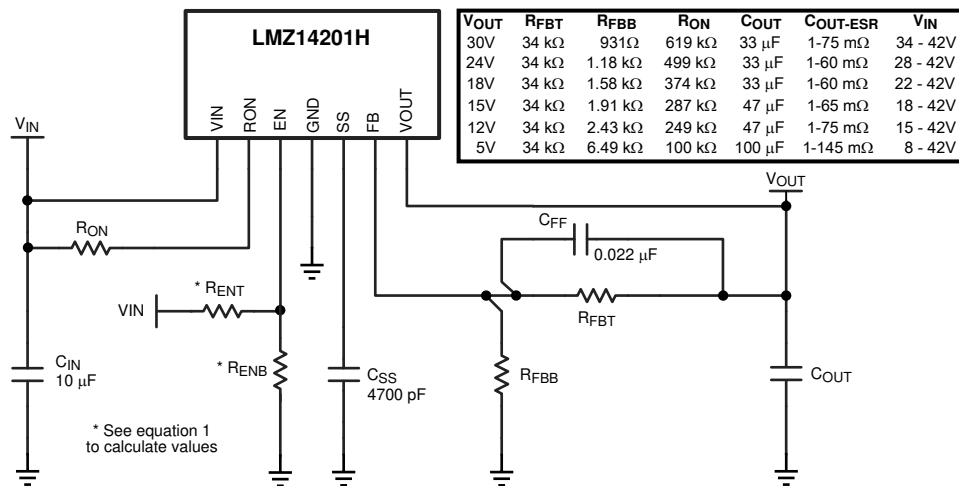 LMZ14201H
VIN RON EN GND SS FB VOUT
VOUT RFBT RFBB RON COUT COUT-ESR VIN
30V 34 kΩ 931Ω 619 kΩ 33 μF 1-75 mΩ 34 - 42V
24V 34 kΩ 1.18 kΩ 499 kΩ 33 μF 1-60 mΩ 28 - 42V
18V 34 kΩ 1.58 kΩ 374 kΩ 33 μF 1-60 mΩ 22 - 42V
15V 34 kΩ 1.91 kΩ 287 kΩ 47 μF 1-65 mΩ 18 - 42V
12V 34 kΩ 2.43 kΩ 249 kΩ 47 μF 1-75 mΩ 15 - 42V
5V 34 kΩ 6.49 kΩ 100 kΩ 100 μF 1-145 mΩ 8 - 42V
VIN
VOUT
RON
CFF
0.022 μF
* RENT
VIN
RFBT
CIN
10 μF
* RENB
CSS
4700 pF
RFBB
COUT
* See equation 1
to calculate values